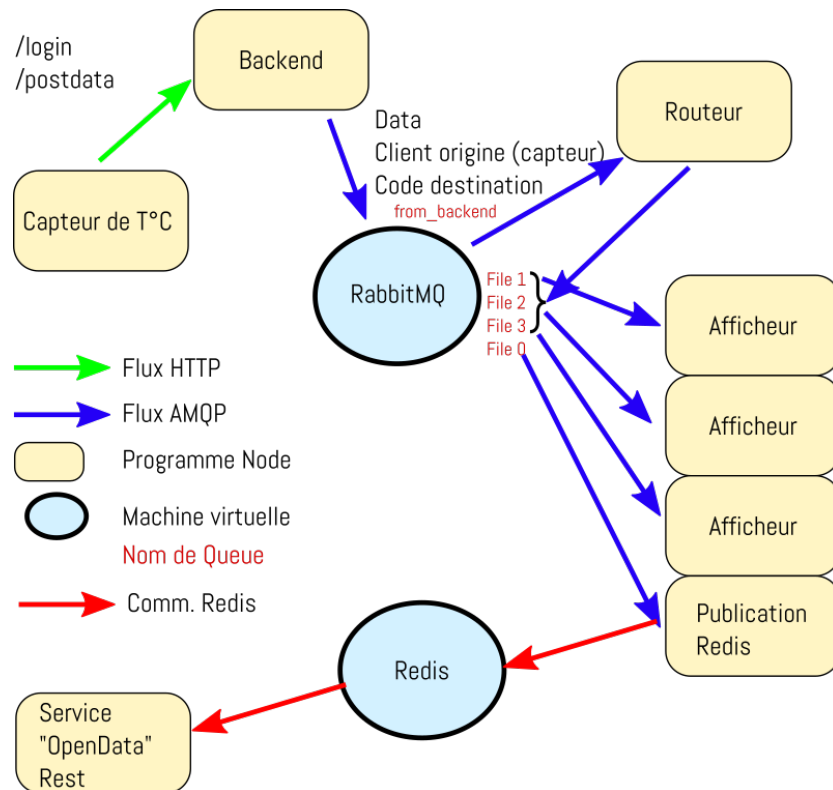 /login
/postdata
Backend
Capteur de T°C
Data
Client origine (capteur)
Code destination
from_backend
Routeur
RabbitMQ
File 1
File 2
File 3
File 0
Afficheur
Afficheur
Afficheur
Publication
Redis
Flux HTTP
Flux AMQP
Programme Node
Machine virtuelle
Nom de Queue
Comm. Redis
Redis
Service
"OpenData"
Rest